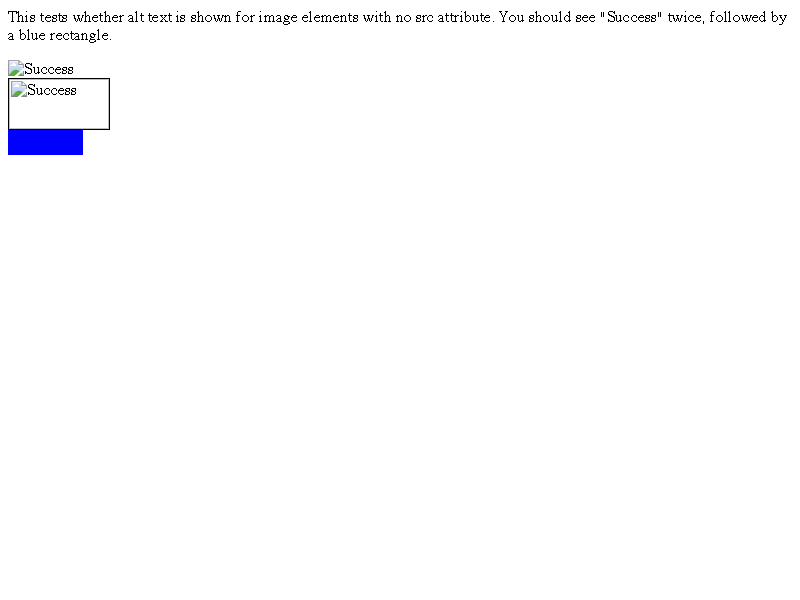 This tests whether alt text is shown for image elements with no src attribute. You should see "Success" twice, followed by
a blue rectangle.
Success
Success